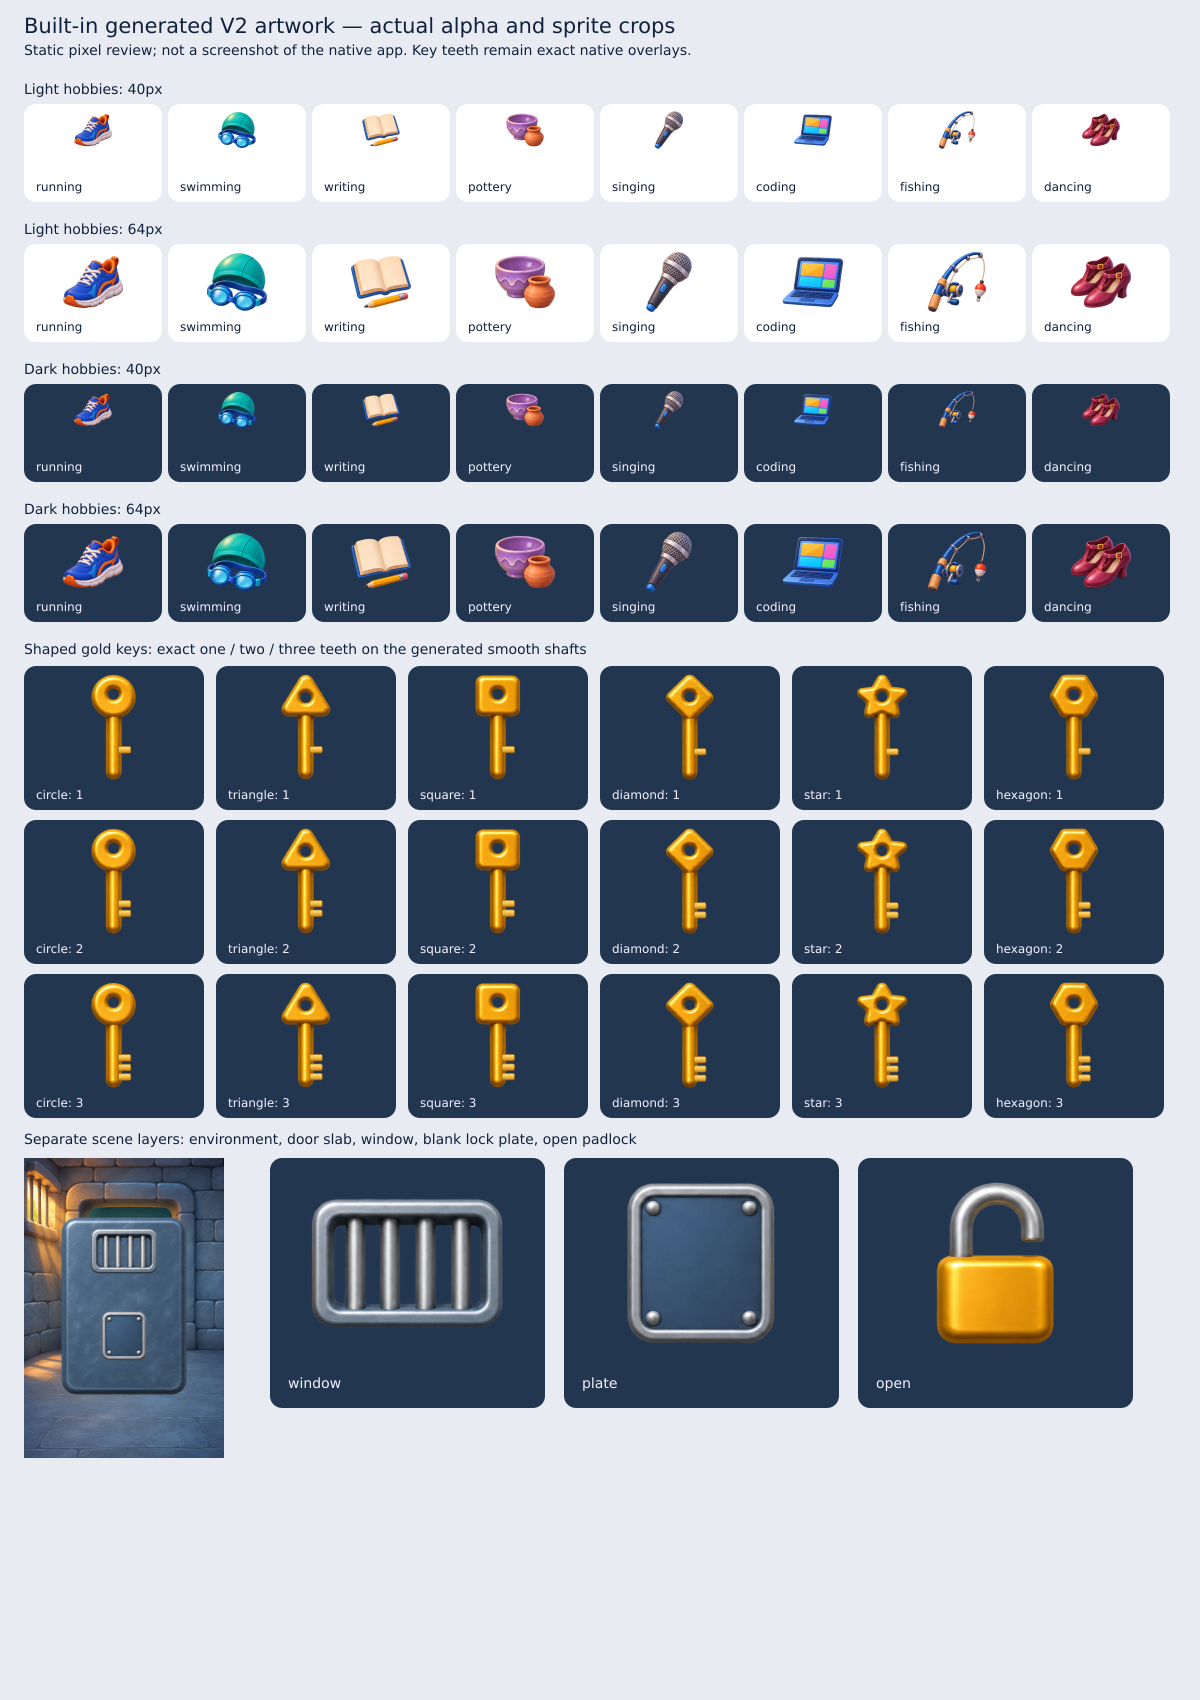 Built-in generated V2 artwork — actual alpha and sprite crops
Static pixel review; not a screenshot of the native app. Key teeth remain exact native overlays.
Light hobbies: 40px
running swimming writing pottery singing coding fishing dancing
Light hobbies: 64px
running swimming writing pottery singing coding fishing dancing
Dark hobbies: 40px
running swimming writing pottery singing coding fishing dancing
Dark hobbies: 64px
running swimming writing pottery singing coding fishing dancing
Shaped gold keys: exact one / two / three teeth on the generated smooth shafts
circle: 1 triangle: 1 square: 1 diamond: 1 star: 1 hexagon: 1
circle: 2 triangle: 2 square: 2 diamond: 2 star: 2 hexagon: 2
circle: 3 triangle: 3 square: 3 diamond: 3 star: 3 hexagon: 3
Separate scene layers: environment, door slab, window, blank lock plate, open padlock
window plate open